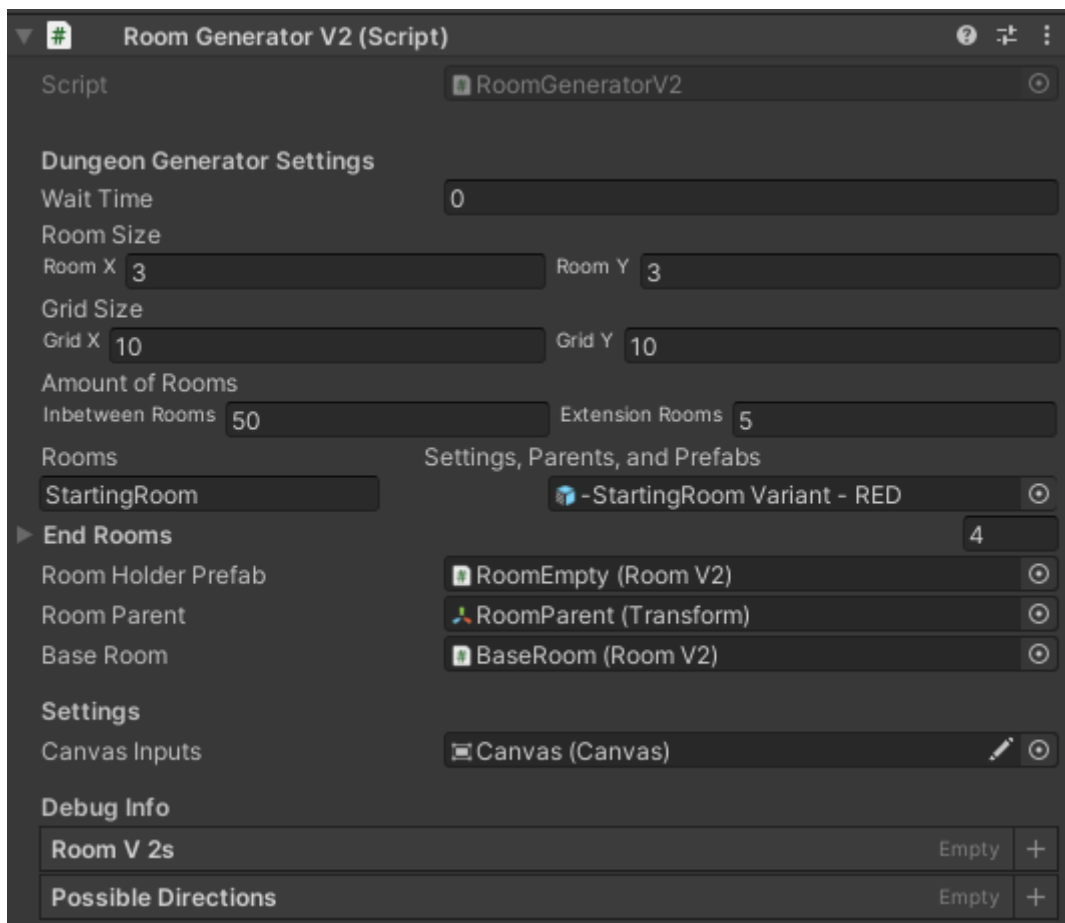 Room Generator V2 (Script)
Script RoomGeneratorV2
Dungeon Generator Settings
Wait Time 0
Room Size
Room X 3 Room Y 3
Grid Size
Grid X 10 Grid Y 10
Amount of Rooms
Inbetween Rooms 50 Extension Rooms 5
Rooms Settings, Parents, and Prefabs
StartingRoom -StartingRoom Variant - RED
End Rooms 4
Room Holder Prefab RoomEmpty (Room V2)
Room Parent RoomParent (Transform)
Base Room BaseRoom (Room V2)
Settings
Canvas Inputs Canvas (Canvas)
Debug Info
Room V 2s Empty +
Possible Directions Empty +